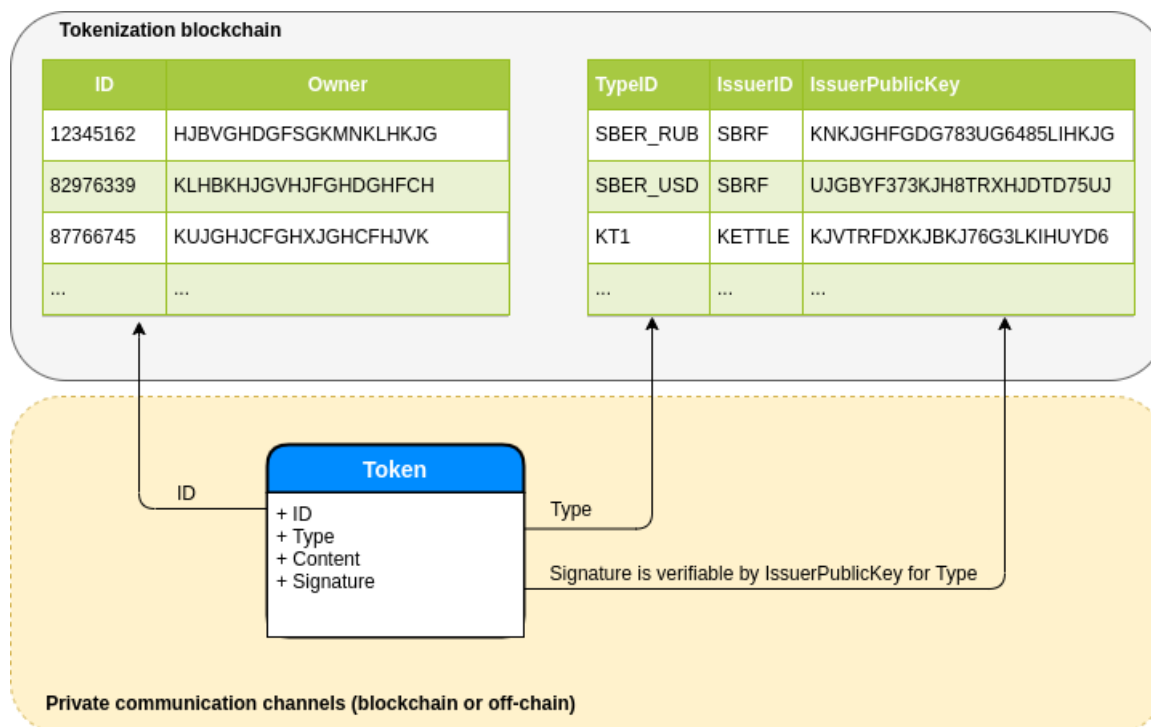 Tokenization blockchain
ID Owner
12345162 HJBVGHDGFSGKMNKLHKJG
82976339 KLHBKHJGVHJFGHDGHFCH
87766745 KUJGHJCFGHXJGHCFHJVK
... ...
TypeID IssuerID IssuerPublicKey
SBER_RUB SBRF KNKJGHFGDG783UG6485LIHKJG
SBER_USD SBRF UJGBYF373KJH8TRXHJDTD75UJ
KT1 KETTLE KJVTRFDXKJBKJ76G3LKIHUYD6
... ... ...
ID
Token
+ ID
+ Type
+ Content
+ Signature
Type
Signature is verifiable by IssuerPublicKey for Type
Private communication channels (blockchain or off-chain)